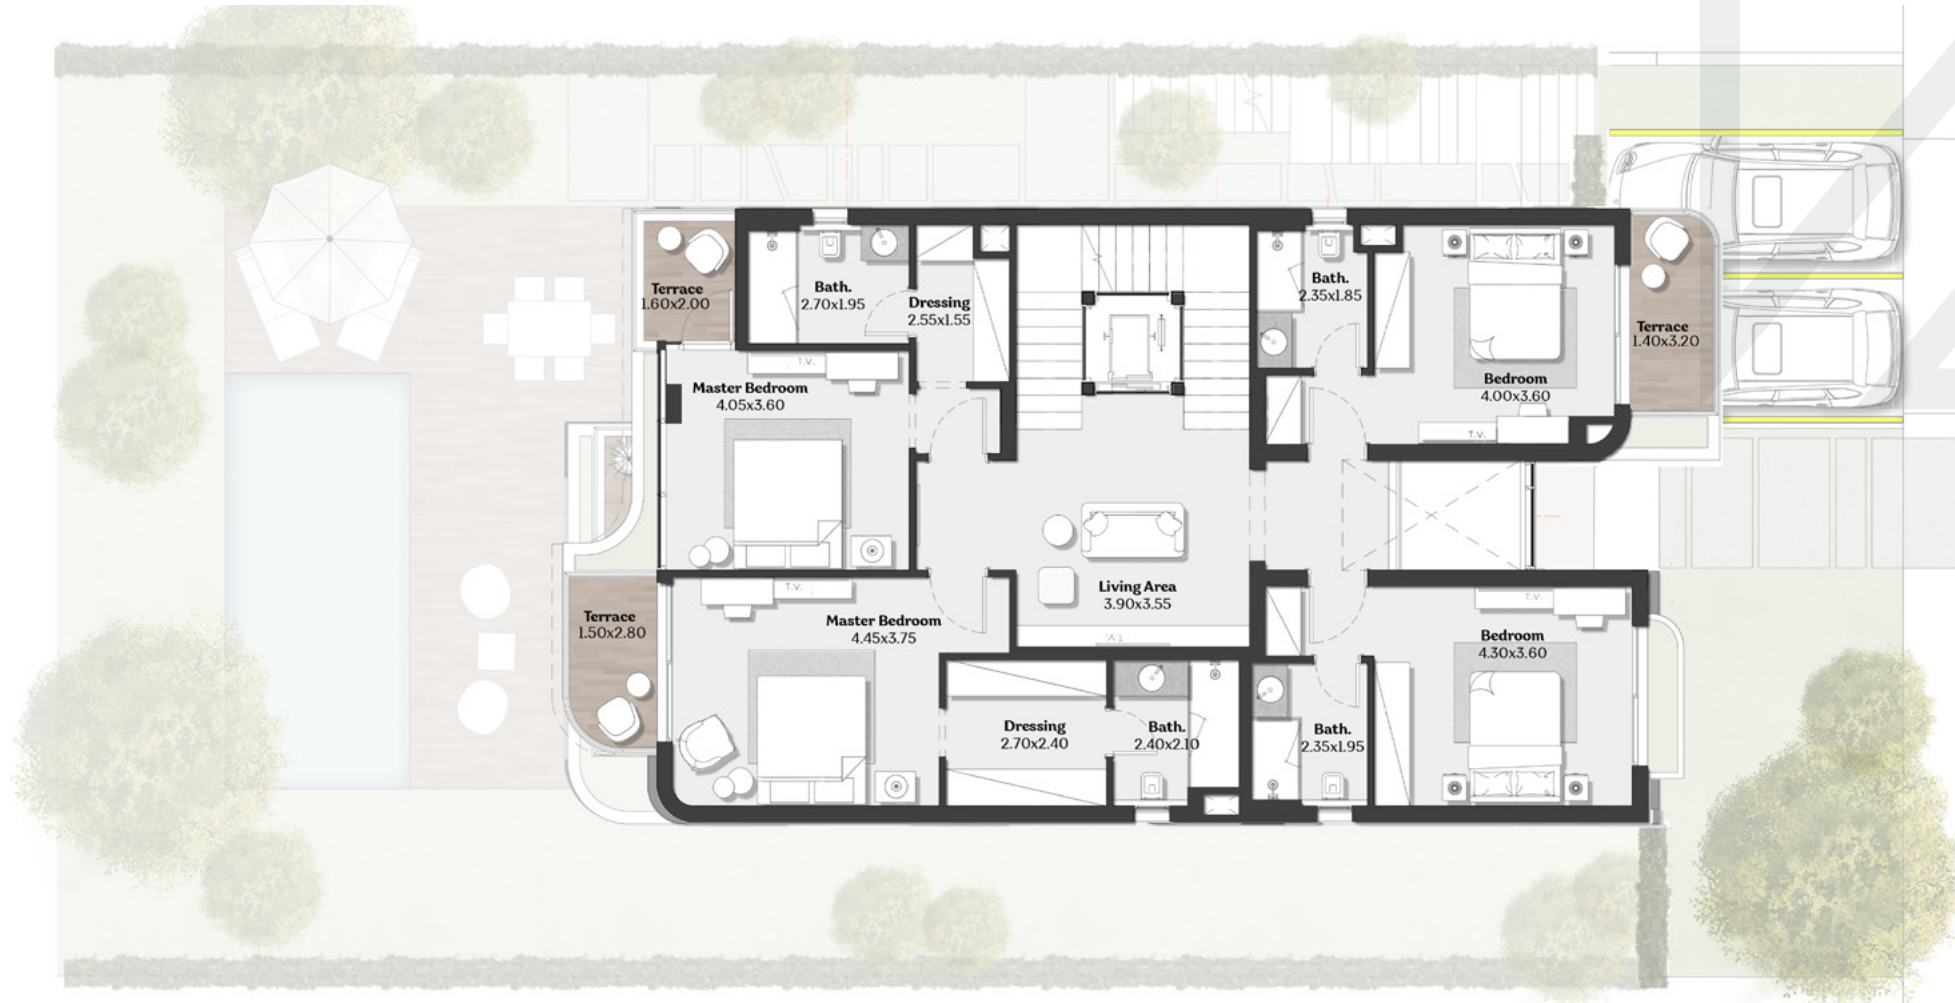 Terrace
1.60x2.00
Bath.
2.70x1.95
Dressing
2.55x1.55
Bath.
2.35x1.85
Terrace
1.40x3.20
Bedroom
4.00x3.60
T.V.
T.V.
Master Bedroom
4.05x3.60
Living Area
3.90x3.55
T.V.
Terrace
1.50x2.80
T.V.
Master Bedroom
4.45x3.75
T.V.
Bedroom
4.30x3.60
Dressing
2.70x2.40
Bath.
2.40x2.10
Bath.
2.35x1.95